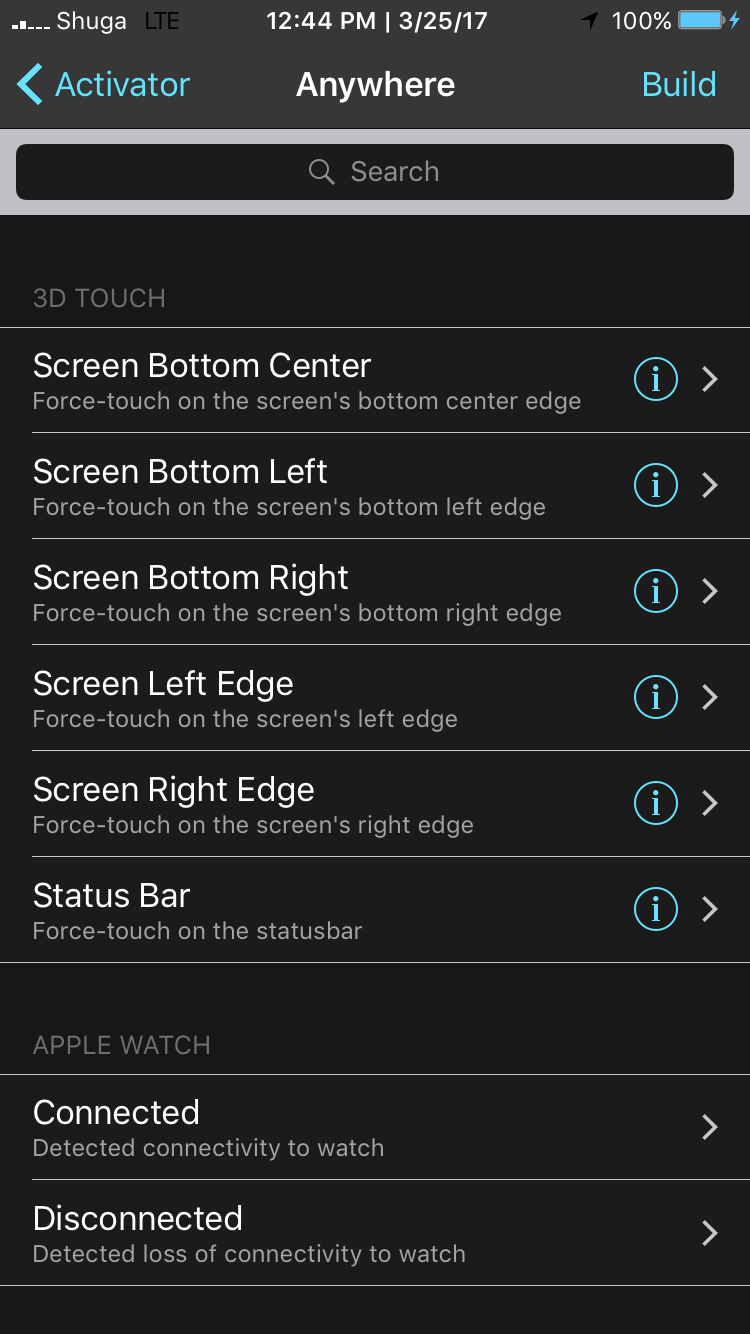 Shuga LTE 12:44 PM | 3/25/17 100%
Activator Anywhere Build
Search
3D TOUCH
Screen Bottom Center
Force-touch on the screen's bottom center edge
Screen Bottom Left
Force-touch on the screen's bottom left edge
Screen Bottom Right
Force-touch on the screen's bottom right edge
Screen Left Edge
Force-touch on the screen's left edge
Screen Right Edge
Force-touch on the screen's right edge
Status Bar
Force-touch on the statusbar
APPLE WATCH
Connected
Detected connectivity to watch
Disconnected
Detected loss of connectivity to watch